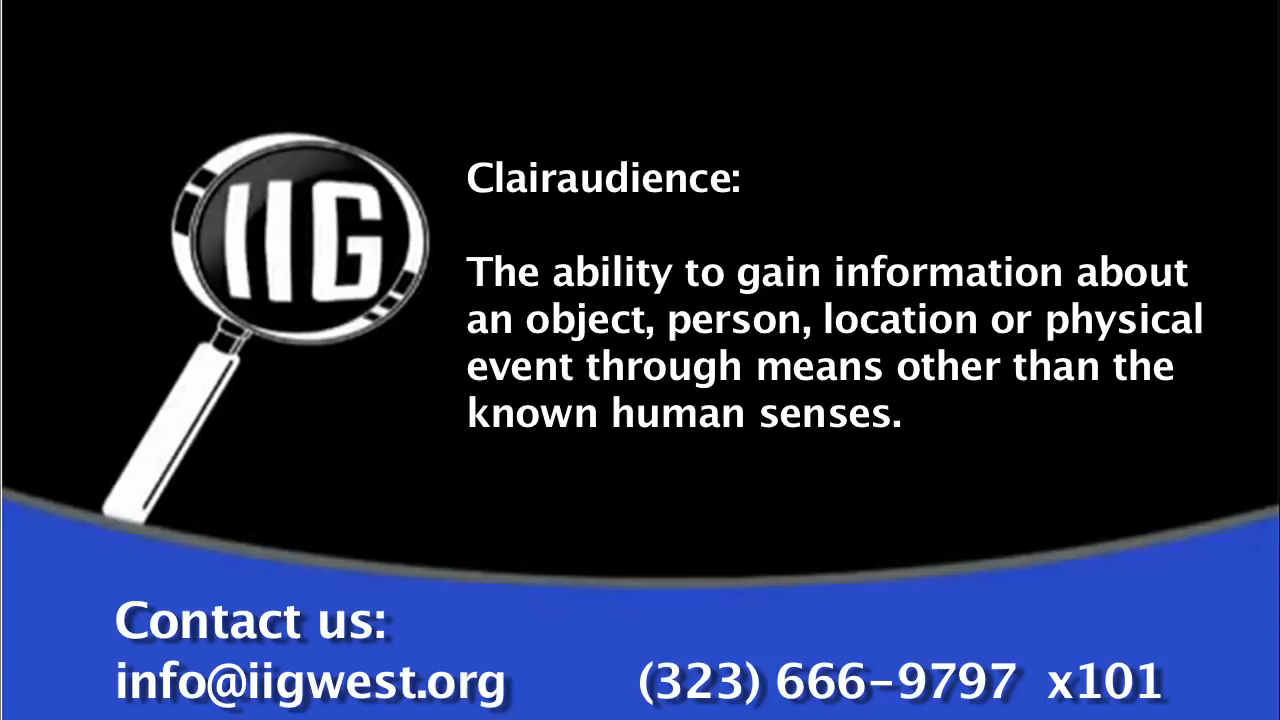 IIG
Clairaudience:
The ability to gain information about
an object, person, location or physical
event through means other than the
known human senses.
Contact us:
info@iigwest.org (323) 666-9797 x101